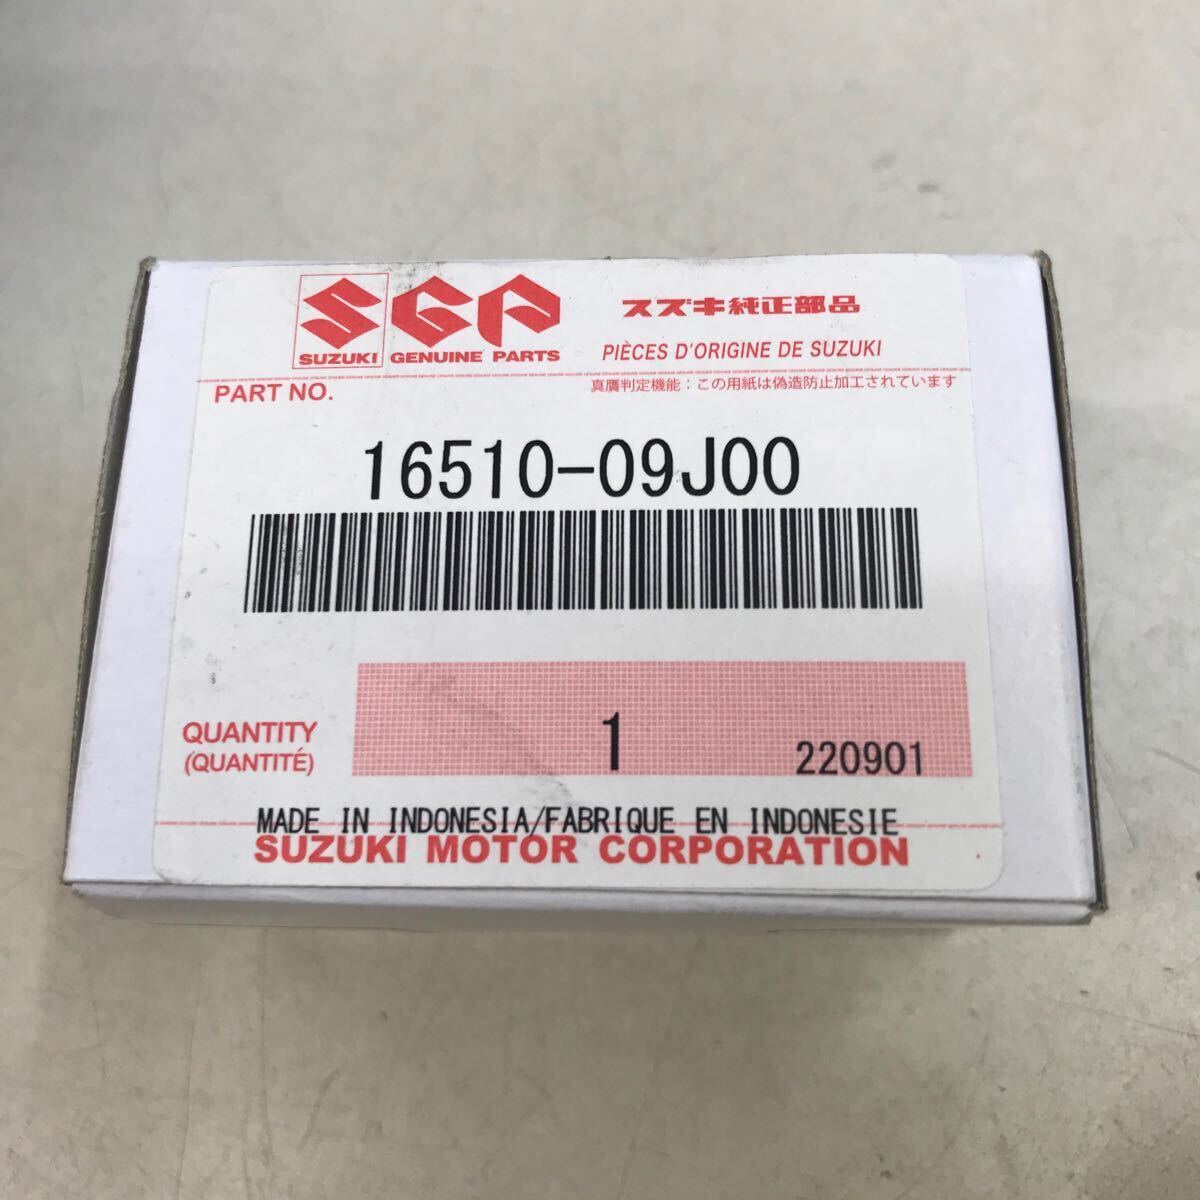 SGP
スズキ純正部品
SUZUKI GENUINE PARTS
PIÈCES D'ORIGINE DE SUZUKI
PART NO.
真贋判定機能：この用紙は偽造防止加工されています
16510-09J00
QUANTITY
(QUANTITÉ)
1
220901
MADE IN INDONESIA/FABRIQUE EN INDONESIE
SUZUKI MOTOR CORPORATION